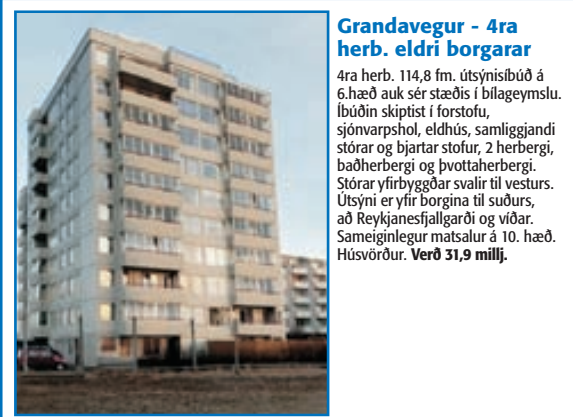 Grandavegur - 4ra
herb. eldri borgarar
4ra herb. 114,8 fm. útsýnisíbúð á
6.hæð auk sér stæðis í bílageymslu.
Íbúðin skiptist í forstofu,
sjónvarpshol, eldhús, samliggjandi
stórar og bjartar stofur, 2 herbergi,
baðherbergi og þvottaherbergi.
Stórar yfirbyggðar svalir til vesturs.
Útsýni er yfir borgina til suðurs,
að Reykjanesfjallgarði og víðar.
Sameiginlegur matsalur á 10. hæð.
Húsvörður. Verð 31,9 millj.